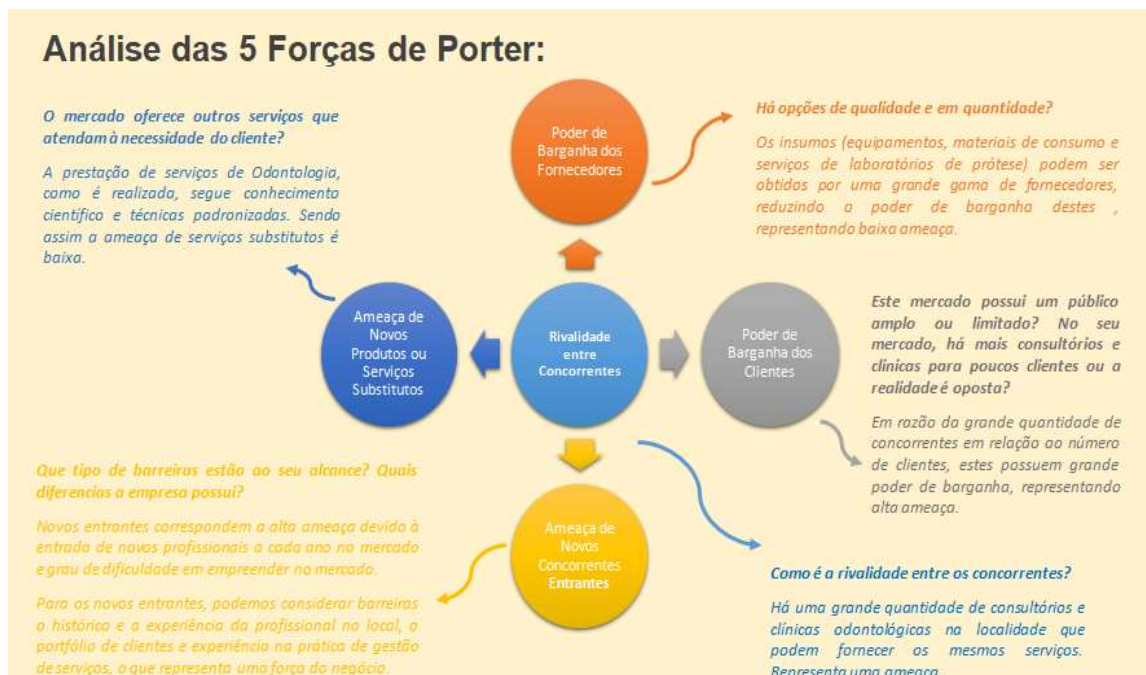 Análise das 5 Forças de Porter:
O mercado oferece outros serviços que
atendam à necessidade do cliente?
A prestação de serviços de Odontologia,
como é realizada, segue conhecimento
científico e técnicas padronizadas. Sendo
assim a ameaça de serviços substitutos é
baixa.
Poder de
Barganha dos
Fornecedores
Há opções de qualidade e em quantidade?
Os insumos (equipamentos, materiais de consumo e
serviços de laboratórios de prótese) podem ser
obtidos por uma grande gama de fornecedores,
reduzindo o poder de barganha destes ,
representando baixa ameaça.
Ameaça de
Novos
Produtos ou
Serviços
Substitutos
Rivalidade
entre
Concorrentes
Poder de
Barganha dos
Clientes
Este mercado possui um público
amplo ou limitado? No seu
mercado, há mais consultórios e
clínicas para poucos clientes ou a
realidade é oposta?
Em razão da grande quantidade de
concorrentes em relação ao número
de clientes, estes possuem grande
poder de barganha, representando
alta ameaça.
Que tipo de barreiras estão ao seu alcance? Quais
diferencias a empresa possui?
Novos entrantes correspondem a alta ameaça devido à
entrada de novos profissionais a cada ano no mercado
e grau de dificuldade em empreender no mercado.
Para os novos entrantes, podemos considerar barreiras
o histórico e a experiência da profissional no local, o
portfólio de clientes e experiência na prática de gestão
de serviços, o que representa uma força do negócio.
Ameaça de
Novos
Concorrentes
Entrantes
Como é a rivalidade entre os concorrentes?
Há uma grande quantidade de consultórios e
clínicas odontológicas na localidade que
podem fornecer os mesmos serviços.
Representa uma ameaça.